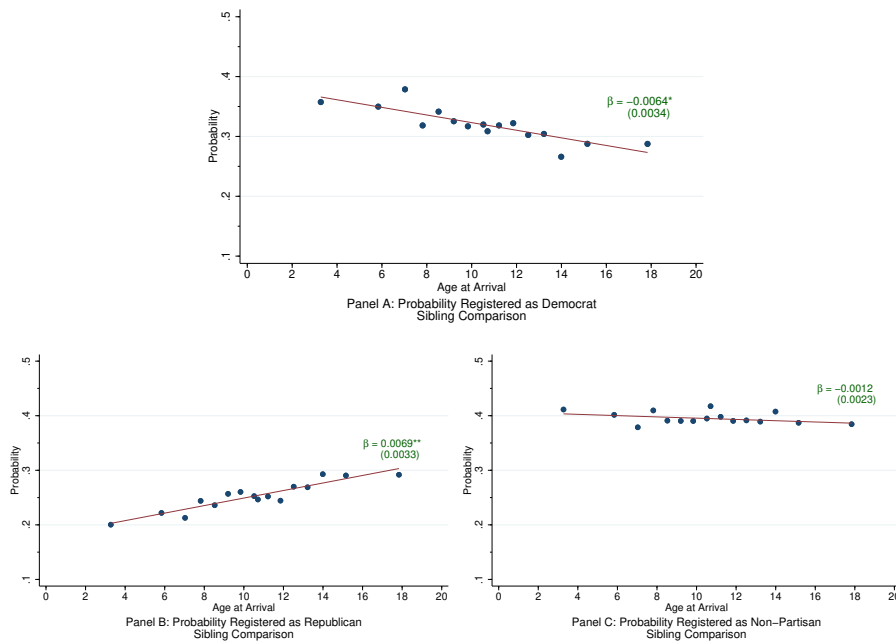 .5
.4
.3
.2
.1
Probability
β = −0.0064*
(0.0034)
0 2 4 6 8 10 12 14 16 18 20
Age at Arrival
Panel A: Probability Registered as Democrat
Sibling Comparison
.5
.4
.3
.2
.1
Probability
β = 0.0069**
(0.0033)
0 2 4 6 8 10 12 14 16 18 20
Age at Arrival
Panel B: Probability Registered as Republican
Sibling Comparison
.5
.4
.3
.2
.1
Probability
β = −0.0012
(0.0023)
0 2 4 6 8 10 12 14 16 18 20
Age at Arrival
Panel C: Probability Registered as Non−Partisan
Sibling Comparison